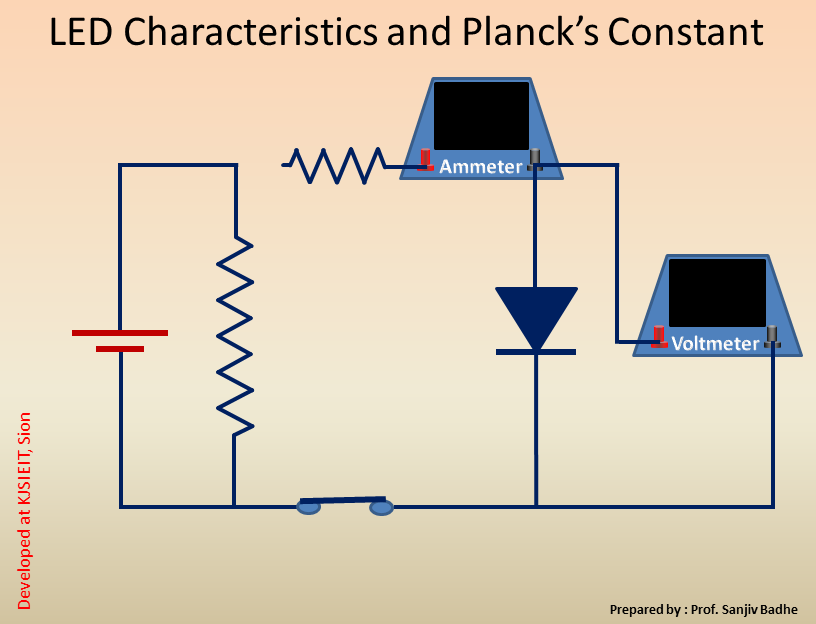 LED Characteristics and Planck's Constant
Ammeter
Voltmeter
Developed at KJSIEIT, Sion
Prepared by : Prof. Sanjiv Badhe